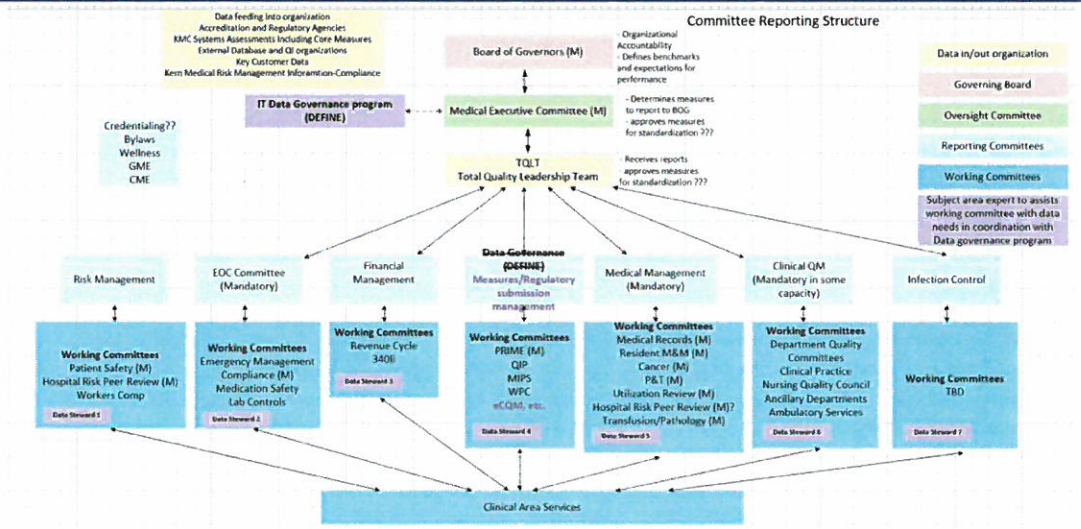 Committee Reporting Structure
Data feeding into organization
Accreditation and Regulatory Agencies
KMC Systems Assessments Including Core Measures
External Database and QI organizations
Key Customer Data
Kern Medical Risk Management Inforamtion-Compliance
Board of Governors (M)
- Organizational
Accountability
- Defines benchmarks
and expectations for
performance
IT Data Governance program
(DEFINE)
Medical Executive Committee (M)
- Determines measures
to report to BOG
- approves measures
for standardization ???
Credentialing??
Bylaws
Wellness
GME
CME
TQLT
Total Quality Leadership Team
- Receives reports
approves measures
for standardization ???
Data in/out organization
Governing Board
Oversight Committee
Reporting Committees
Working Committees
Subject area expert to assists
working committee with data
needs in coordination with
Data governance program
Risk Management
EOC Committee
(Mandatory)
Financial
Management
Data Governance
(DEFINE)
Measures/Regulatory
submission
management
Medical Management
(Mandatory)
Clinical QM
(Mandatory in some
capacity)
Infection Control
Working Committees
Patient Safety (M)
Hospital Risk Peer Review (M)
Workers Comp
Data Steward 1
Working Committees
Emergency Management
Compliance (M)
Medication Safety
Lab Controls
Data Steward 2
Working Committees
Revenue Cycle
340B
Data Steward 3
Working Committees
PRIME (M)
QIP
MIPS
WPC
eCQM, etc.
Data Steward 4
Working Committees
Medical Records (M)
Resident M&M (M)
Cancer (M)
P&T (M)
Utilization Review (M)
Hospital Risk Peer Review (M)?
Transfusion/Pathology (M)
Data Steward 5
Working Committees
Department Quality
Committees
Clinical Practice
Nursing Quality Council
Ancillary Departments
Ambulatory Services
Data Steward 6
Working Committees
TBD
Data Steward 7
Clinical Area Services